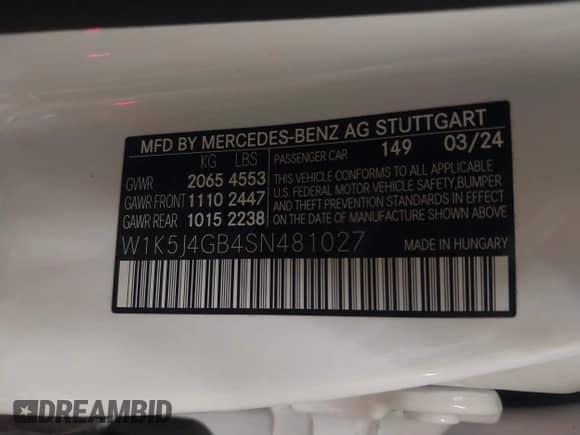 MFD BY MERCEDES-BENZ AG STUTTGART
KG LBS PASSENGER CAR 149 03/24
GVWR 2065 4553
GAWR FRONT 1110 2447
GAWR REAR 1015 2238
THIS VEHICLE CONFORMS TO ALL APPLICABLE
U.S. FEDERAL MOTOR VEHICLE SAFETY, BUMPER
AND THEFT PREVENTION STANDARDS IN EFFECT
ON THE DATE OF MANUFACTURE SHOWN ABOVE.
W1K5J4GB4SN481027 MADE IN HUNGARY
DREAMBID